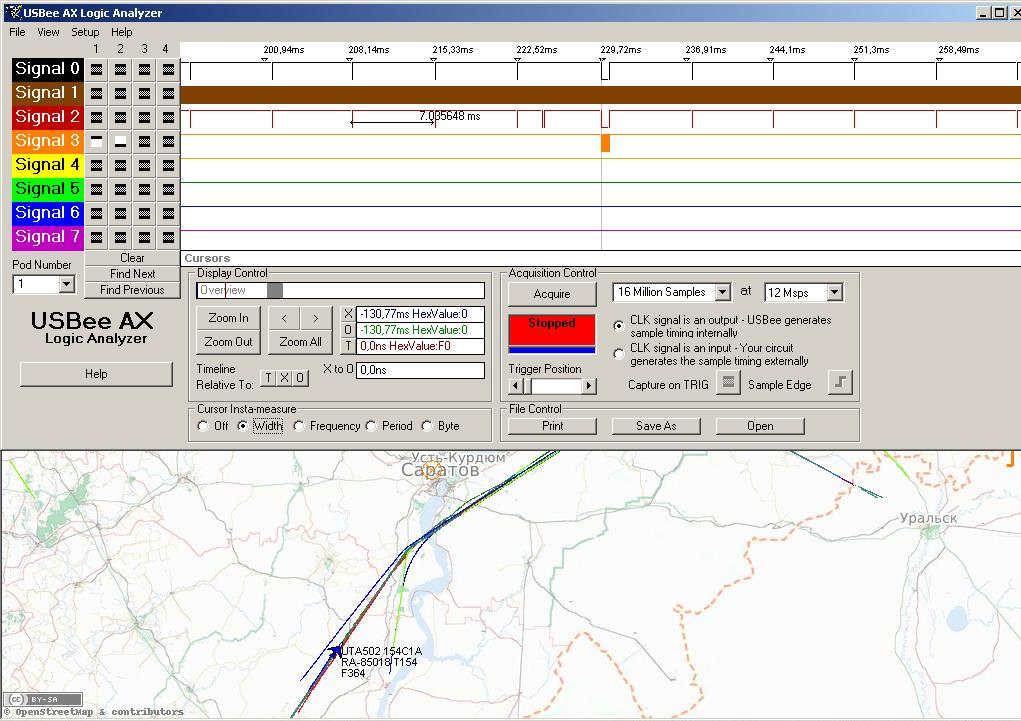 USBee AX Logic Analyzer
File View Setup Help
1 2 3 4
200,94ms 208,14ms 215,33ms 222,52ms 229,72ms 236,91ms 244,1ms 251,3ms 258,49ms
Signal 0
Signal 1
Signal 2
7.035648 ms
Signal 3
Signal 4
Signal 5
Signal 6
Signal 7
Clear
Cursors
Pod Number
Find Next
1
Find Previous
USBee AX
Logic Analyzer
Help
Display Control
Overview
Zoom In < >
Zoom Out Zoom All
X -130,77ms HexValue:0
O -130,77ms HexValue:0
T 0,0ns HexValue:F0
Timeline
Relative To: T X O
X to O 0,0ns
Cursor Insta-measure
Off Width Frequency Period Byte
Acquisition Control
Acquire
16 Million Samples at 12 Msps
Stopped
CLK signal is an output - USBee generates
sample timing internally
CLK signal is an input - Your circuit
generates the sample timing externally
Trigger Position
Capture on TRIG Sample Edge
File Control
Print Save As Open
Усть-Курдюм
Саратов
Уральск
UTA502 154C1A
RA-85018 T154
F364
cc BY-SA
© OpenStreetMap & contributors